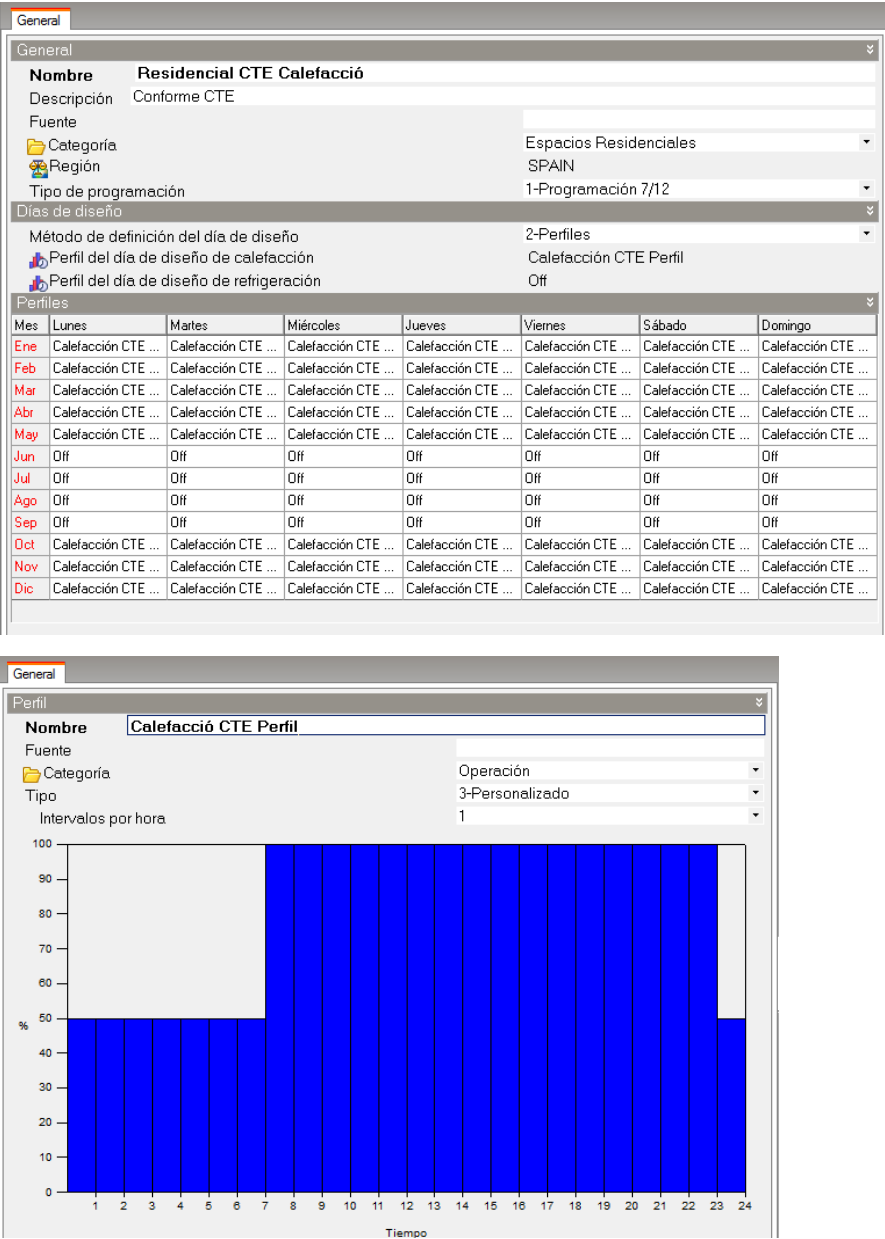 General
General
Nombre Residencial CTE Calefacció
Descripción Conforme CTE
Fuente
Categoría Espacios Residenciales
Región SPAIN
Tipo de programación 1-Programación 7/12
Días de diseño
Método de definición del día de diseño 2-Perfiles
Perfil del día de diseño de calefacción Calefacción CTE Perfil
Perfil del día de diseño de refrigeración Off
Perfiles
Mes Lunes Martes Miércoles Jueves Viernes Sábado Domingo
Ene Calefacción CTE ... Calefacción CTE ... Calefacción CTE ... Calefacción CTE ... Calefacción CTE ... Calefacción CTE ... Calefacción CTE ...
Feb Calefacción CTE ... Calefacción CTE ... Calefacción CTE ... Calefacción CTE ... Calefacción CTE ... Calefacción CTE ... Calefacción CTE ...
Mar Calefacción CTE ... Calefacción CTE ... Calefacción CTE ... Calefacción CTE ... Calefacción CTE ... Calefacción CTE ... Calefacción CTE ...
Abr Calefacción CTE ... Calefacción CTE ... Calefacción CTE ... Calefacción CTE ... Calefacción CTE ... Calefacción CTE ... Calefacción CTE ...
May Calefacción CTE ... Calefacción CTE ... Calefacción CTE ... Calefacción CTE ... Calefacción CTE ... Calefacción CTE ... Calefacción CTE ...
Jun Off Off Off Off Off Off Off
Jul Off Off Off Off Off Off Off
Ago Off Off Off Off Off Off Off
Sep Off Off Off Off Off Off Off
Oct Calefacción CTE ... Calefacción CTE ... Calefacción CTE ... Calefacción CTE ... Calefacción CTE ... Calefacción CTE ... Calefacción CTE ...
Nov Calefacción CTE ... Calefacción CTE ... Calefacción CTE ... Calefacción CTE ... Calefacción CTE ... Calefacción CTE ... Calefacción CTE ...
Dic Calefacción CTE ... Calefacción CTE ... Calefacción CTE ... Calefacción CTE ... Calefacción CTE ... Calefacción CTE ... Calefacción CTE ...
General
Perfil
Nombre Calefacció CTE Perfil
Fuente
Categoría Operación
Tipo 3-Personalizado
Intervalos por hora 1
100
90
80
70
60
50
%
40
30
20
10
0
1 2 3 4 5 6 7 8 9 10 11 12 13 14 15 16 17 18 19 20 21 22 23 24
Tiempo